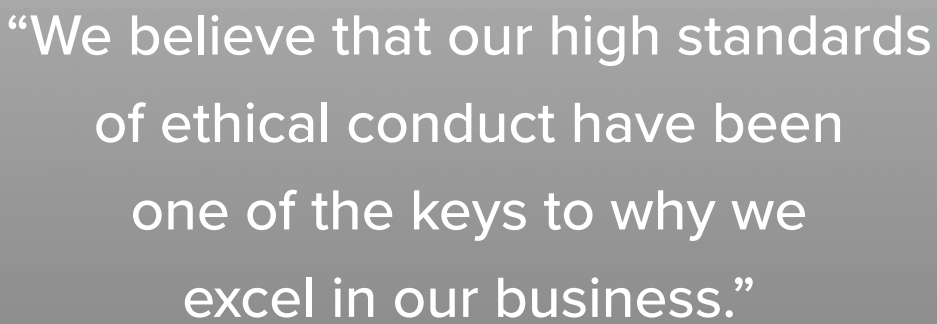 “We believe that our high standards
of ethical conduct have been
one of the keys to why we
excel in our business.”